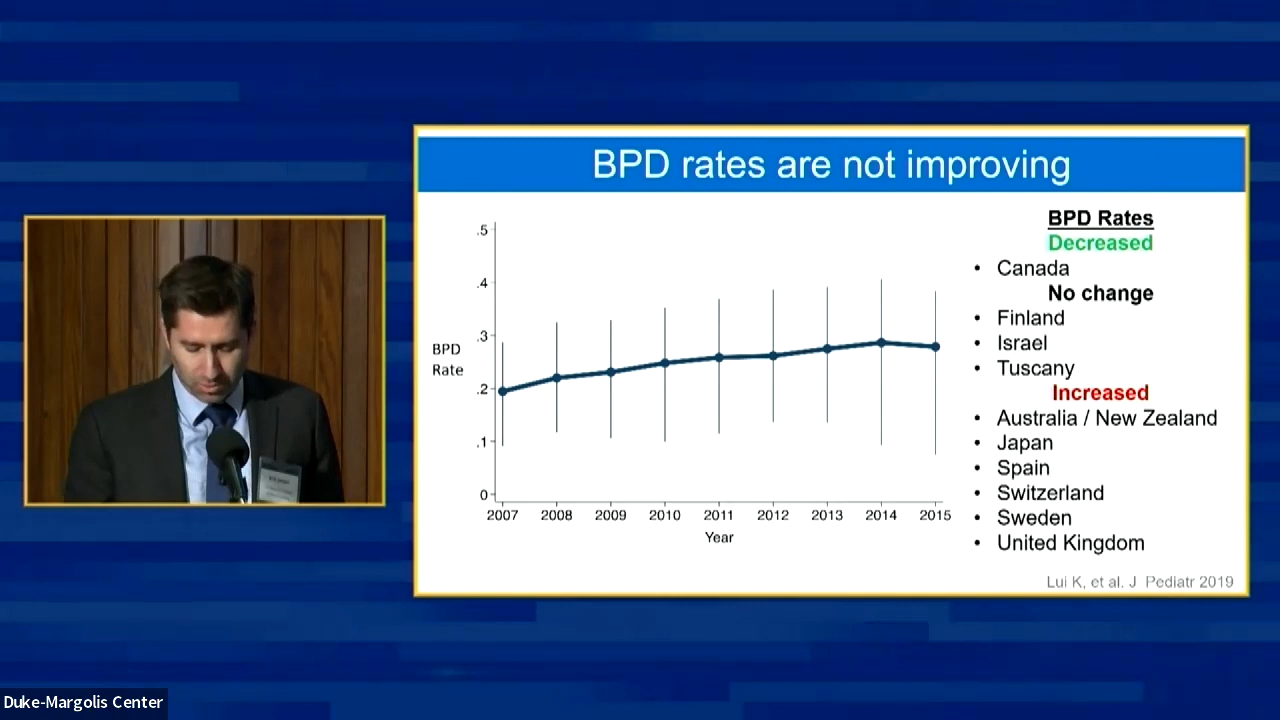 BPD rates are not improving
.5
.4
.3
.2
.1
0
BPD
Rate
2007 2008 2009 2010 2011 2012 2013 2014 2015
Year
BPD Rates
Decreased
• Canada
No change
• Finland
• Israel
• Tuscany
Increased
• Australia / New Zealand
• Japan
• Spain
• Switzerland
• Sweden
• United Kingdom
Lui K, et al. J Pediatr 2019
Duke-Margolis Center